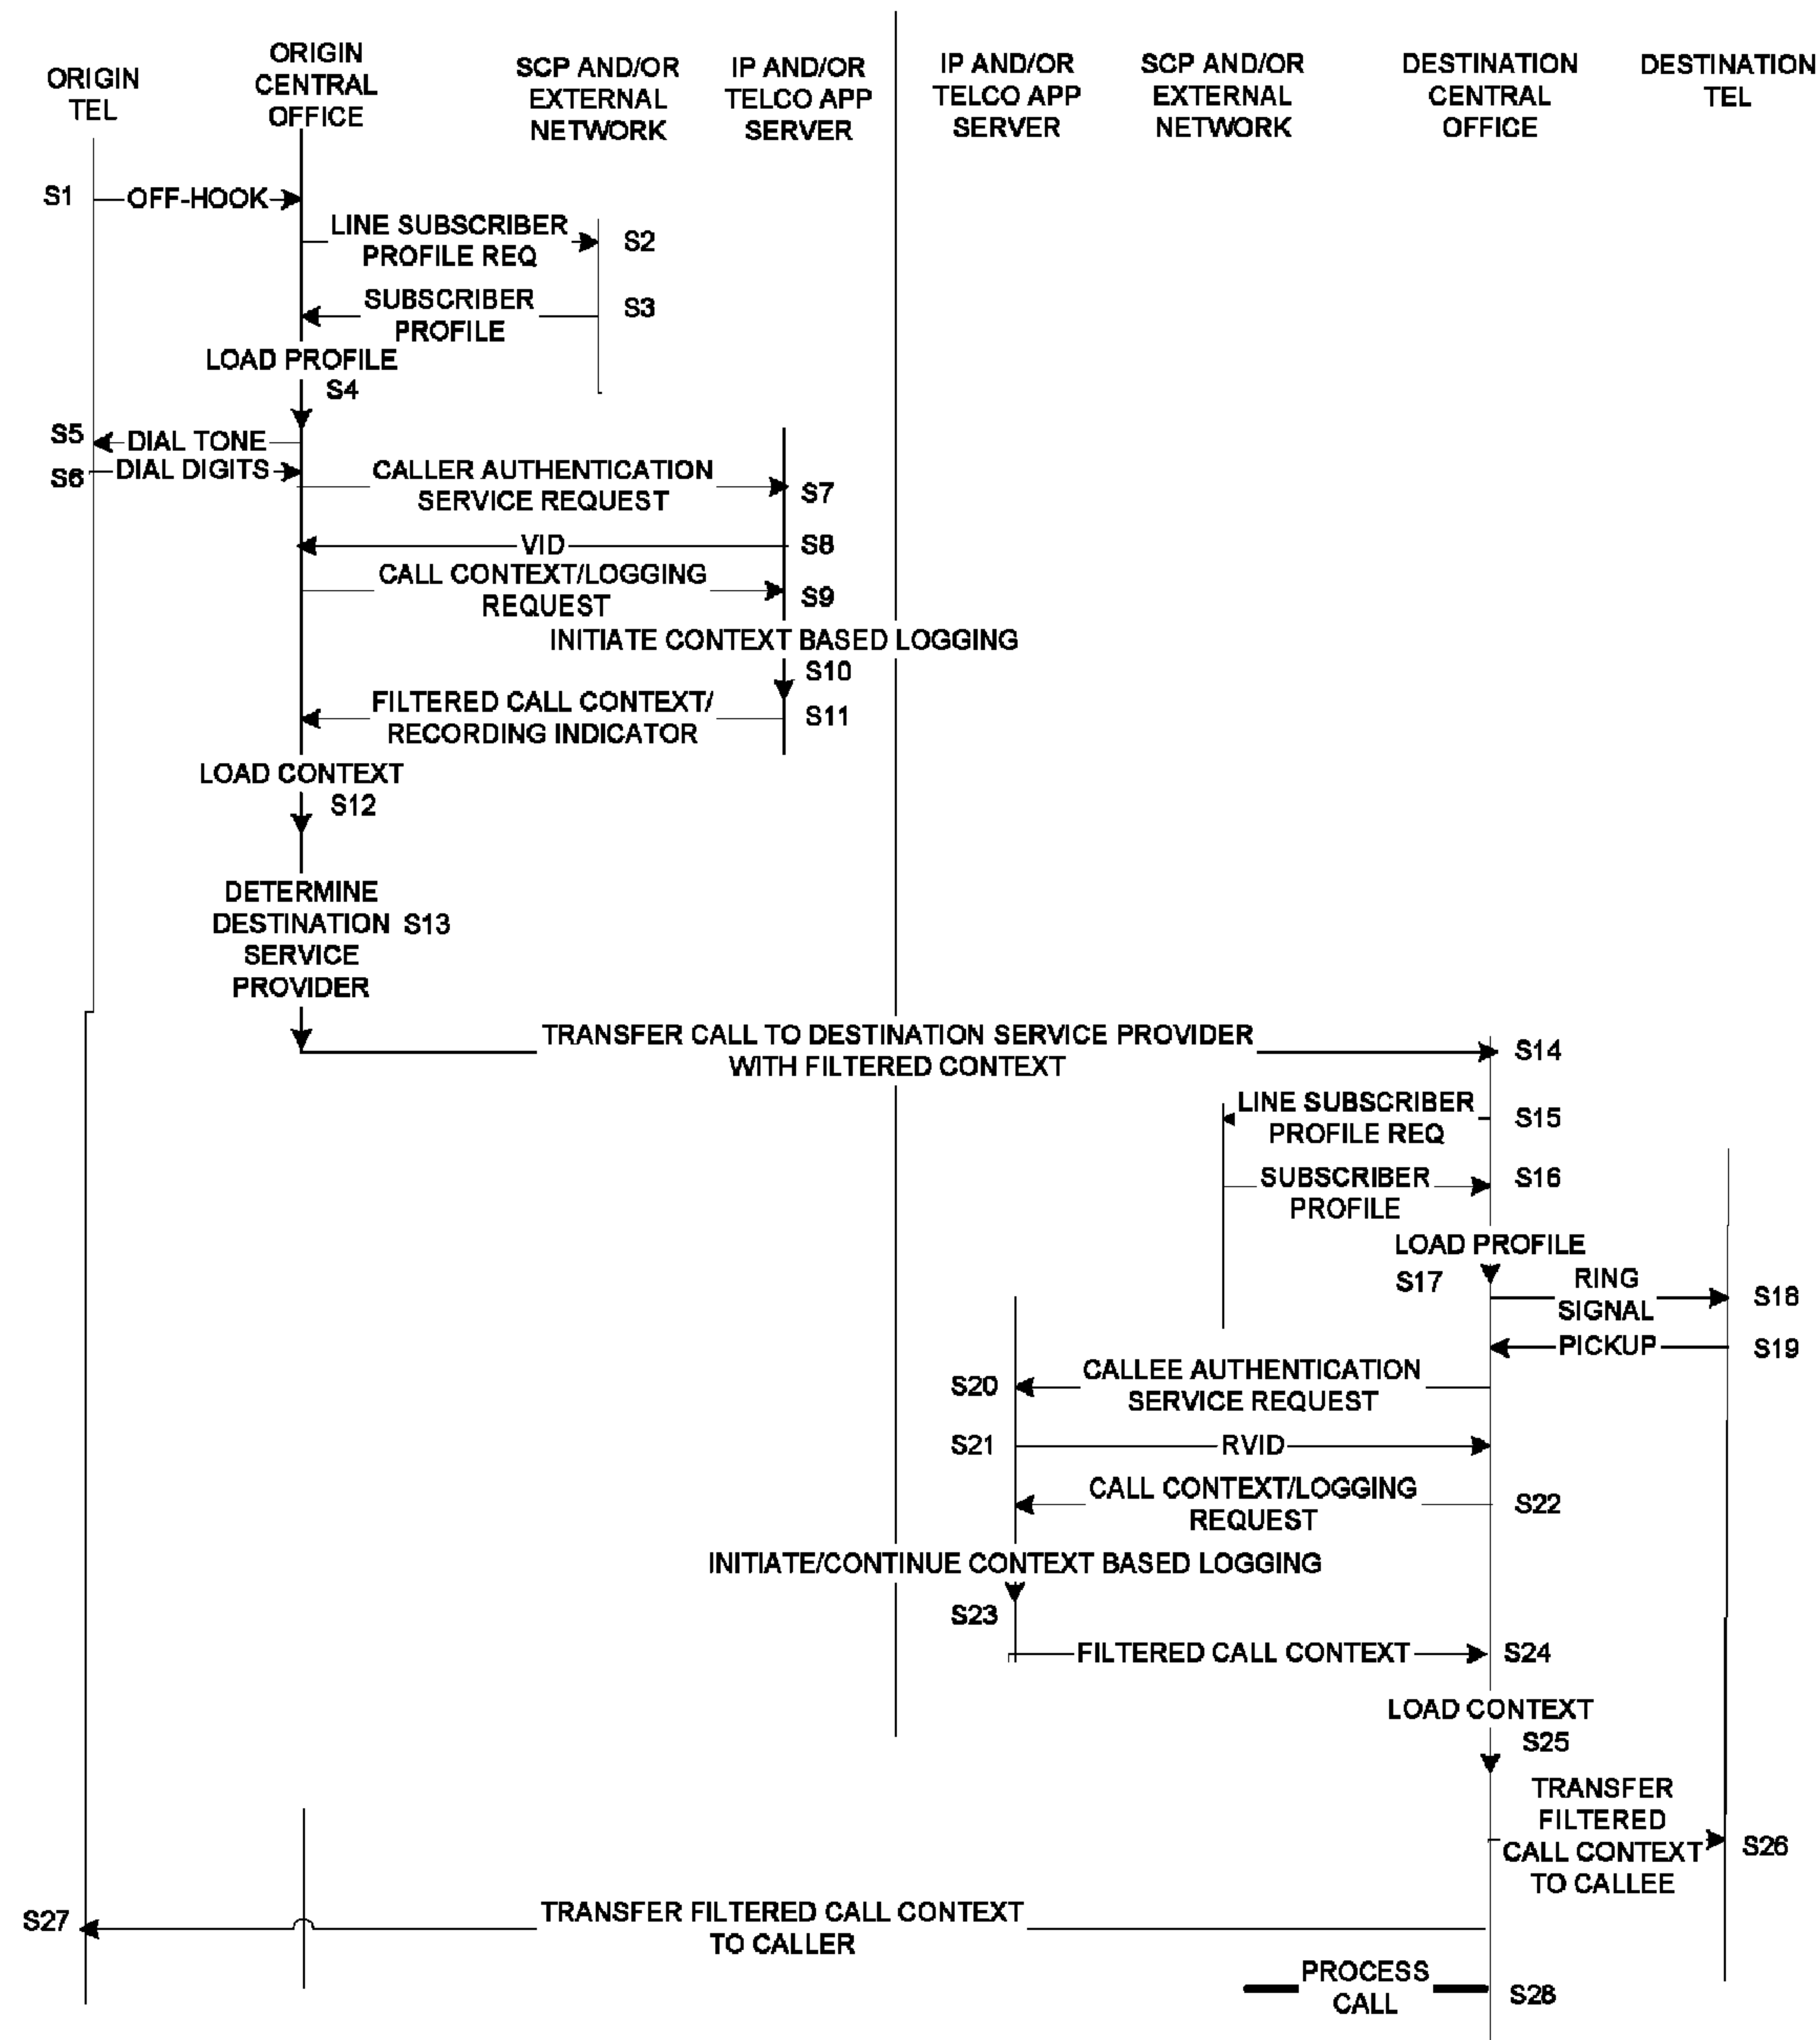 ORIGIN
TEL
ORIGIN
CENTRAL
OFFICE
SCP AND/OR
EXTERNAL
NETWORK
IP AND/OR
TELCO APP
SERVER
IP AND/OR
TELCO APP
SERVER
SCP AND/OR
EXTERNAL
NETWORK
DESTINATION
CENTRAL
OFFICE
DESTINATION
TEL
S1
OFF-HOOK
LINE SUBSCRIBER
PROFILE REQ
S2
SUBSCRIBER
PROFILE
S3
LOAD PROFILE
S4
S5
DIAL TONE
S6
DIAL DIGITS
CALLER AUTHENTICATION
SERVICE REQUEST
S7
VID
S8
CALL CONTEXT/LOGGING
REQUEST
S9
INITIATE CONTEXT BASED LOGGING
S10
FILTERED CALL CONTEXT/
RECORDING INDICATOR
S11
LOAD CONTEXT
S12
DETERMINE
DESTINATION
SERVICE
PROVIDER
S13
TRANSFER CALL TO DESTINATION SERVICE PROVIDER
WITH FILTERED CONTEXT
S14
LINE SUBSCRIBER
PROFILE REQ
S15
SUBSCRIBER
PROFILE
S16
LOAD PROFILE
S17
RING
SIGNAL
S18
PICKUP
S19
S20
CALLEE AUTHENTICATION
SERVICE REQUEST
S21
RVID
CALL CONTEXT/LOGGING
REQUEST
S22
INITIATE/CONTINUE CONTEXT BASED LOGGING
S23
FILTERED CALL CONTEXT
S24
LOAD CONTEXT
S25
TRANSFER
FILTERED
CALL CONTEXT
TO CALLEE
S26
S27
TRANSFER FILTERED CALL CONTEXT
TO CALLER
PROCESS
CALL
S28